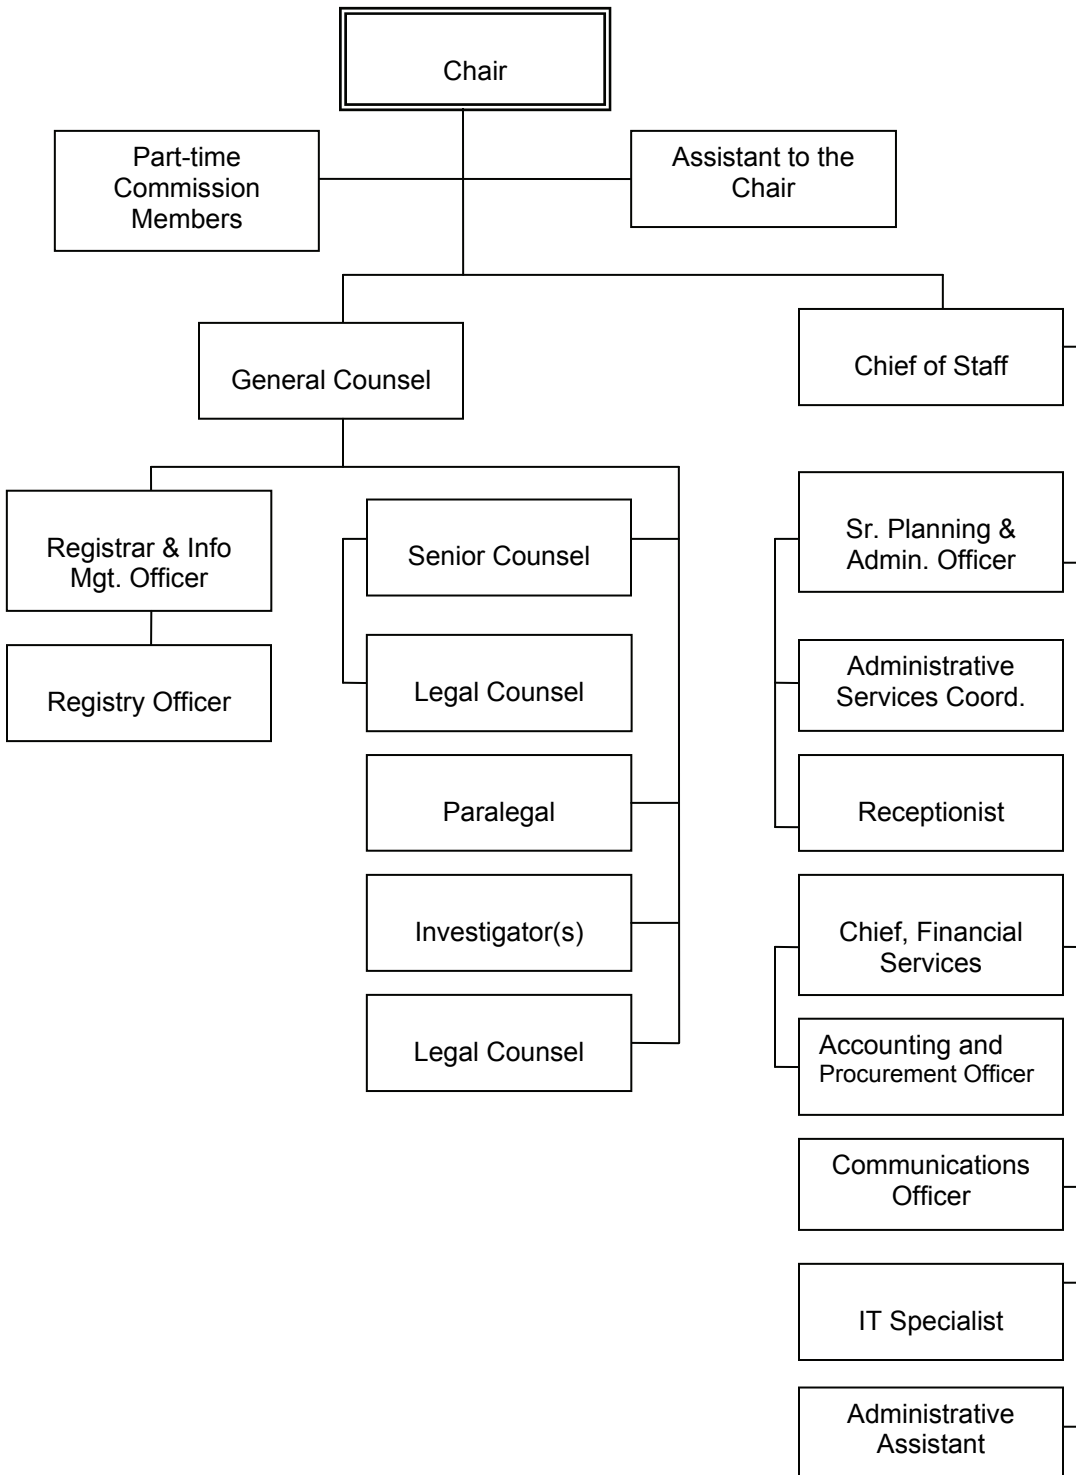 Chair
Part-time
Commission
Members
Assistant to the
Chair
General Counsel
Chief of Staff
Registrar & Info
Mgt. Officer
Registry Officer
Senior Counsel
Legal Counsel
Paralegal
Investigator(s)
Legal Counsel
Sr. Planning &
Admin. Officer
Administrative
Services Coord.
Receptionist
Chief, Financial
Services
Accounting and
Procurement Officer
Communications
Officer
IT Specialist
Administrative
Assistant